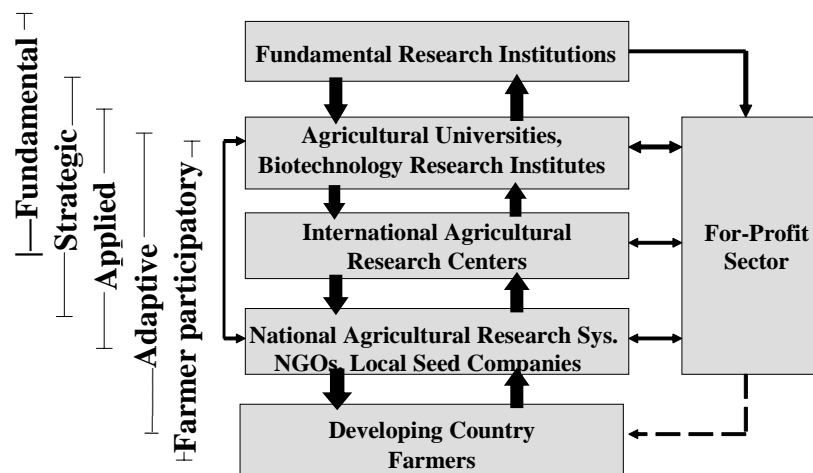 Fundamental
Strategic
Applied
Adaptive
Farmer participatory
Fundamental Research Institutions
Agricultural Universities,
Biotechnology Research Institutes
International Agricultural
Research Centers
National Agricultural Research Sys.
NGOs, Local Seed Companies
Developing Country
Farmers
For-Profit
Sector